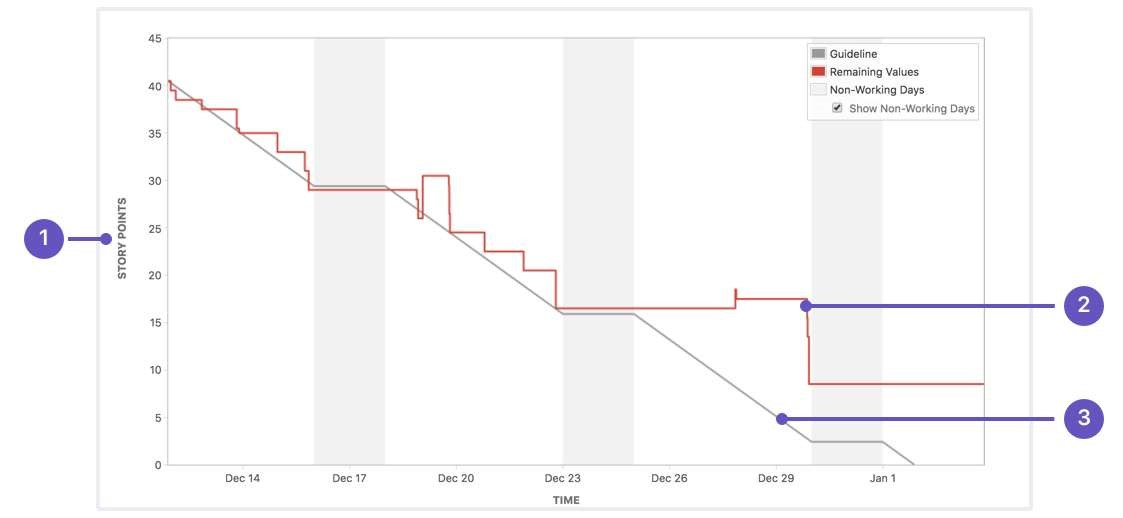 45
40
35
30
25
20
15
10
5
0
STORY POINTS
Guideline
Remaining Values
Non-Working Days
Show Non-Working Days
Dec 14 Dec 17 Dec 20 Dec 23 Dec 26 Dec 29 Jan 1
TIME
1
2
3